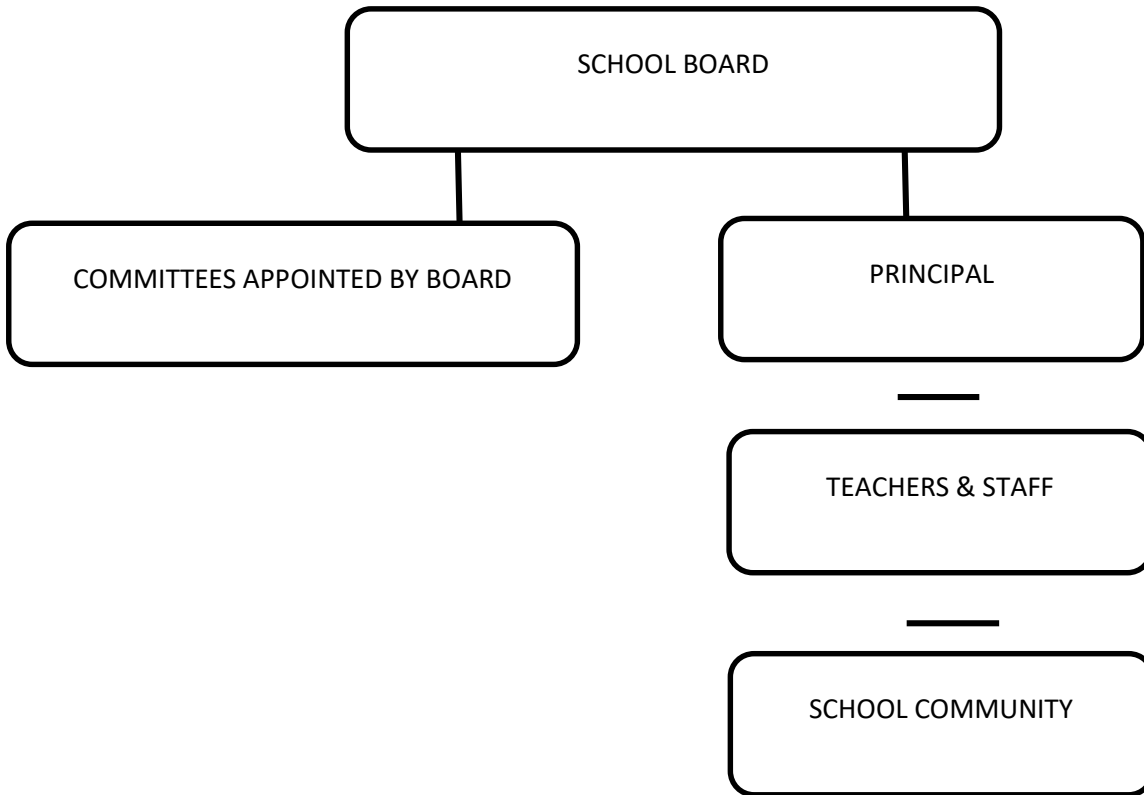 SCHOOL BOARD
COMMITTEES APPOINTED BY BOARD
PRINCIPAL
TEACHERS & STAFF
SCHOOL COMMUNITY